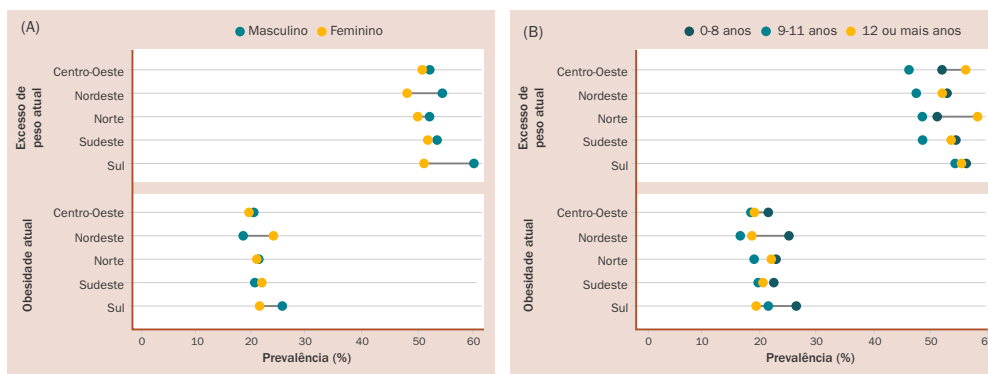 (A)
Masculino Feminino
Excesso de
peso atual
Centro-Oeste
Nordeste
Norte
Sudeste
Sul
Obesidade atual
Centro-Oeste
Nordeste
Norte
Sudeste
Sul
0 10 20 30 40 50 60
Prevalência (%)
(B)
0-8 anos 9-11 anos 12 ou mais anos
Excesso de
peso atual
Centro-Oeste
Nordeste
Norte
Sudeste
Sul
Obesidade atual
Centro-Oeste
Nordeste
Norte
Sudeste
Sul
0 10 20 30 40 50
Prevalência (%)